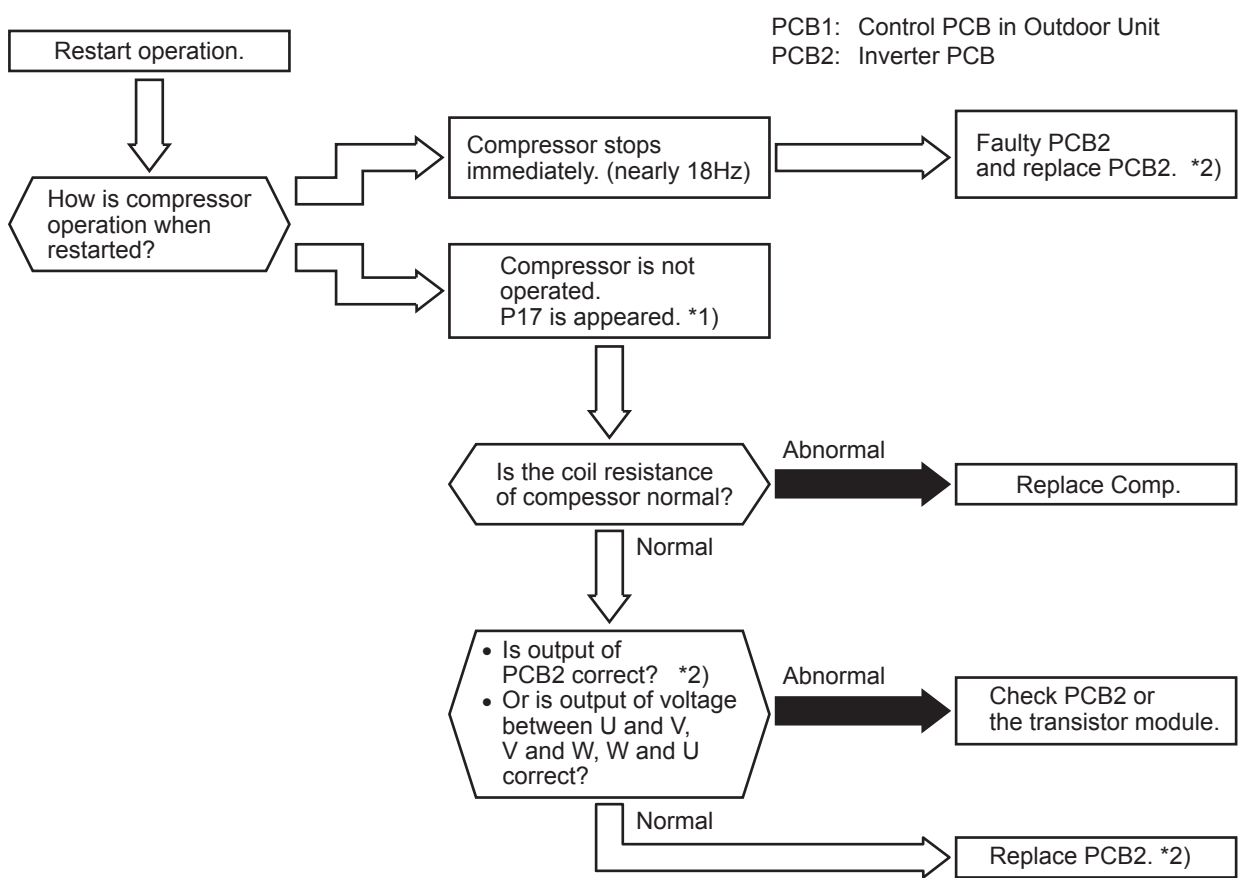 PCB1: Control PCB in Outdoor Unit
PCB2: Inverter PCB
Restart operation.
How is compressor
operation when
restarted?
Compressor stops
immediately. (nearly 18Hz)
Faulty PCB2
and replace PCB2. *2)
Compressor is not
operated.
P17 is appeared. *1)
Is the coil resistance
of compessor normal?
Abnormal
Replace Comp.
Normal
• Is output of
PCB2 correct? *2)
• Or is output of voltage
between U and V,
V and W, W and U
correct?
Abnormal
Check PCB2 or
the transistor module.
Normal
Replace PCB2. *2)